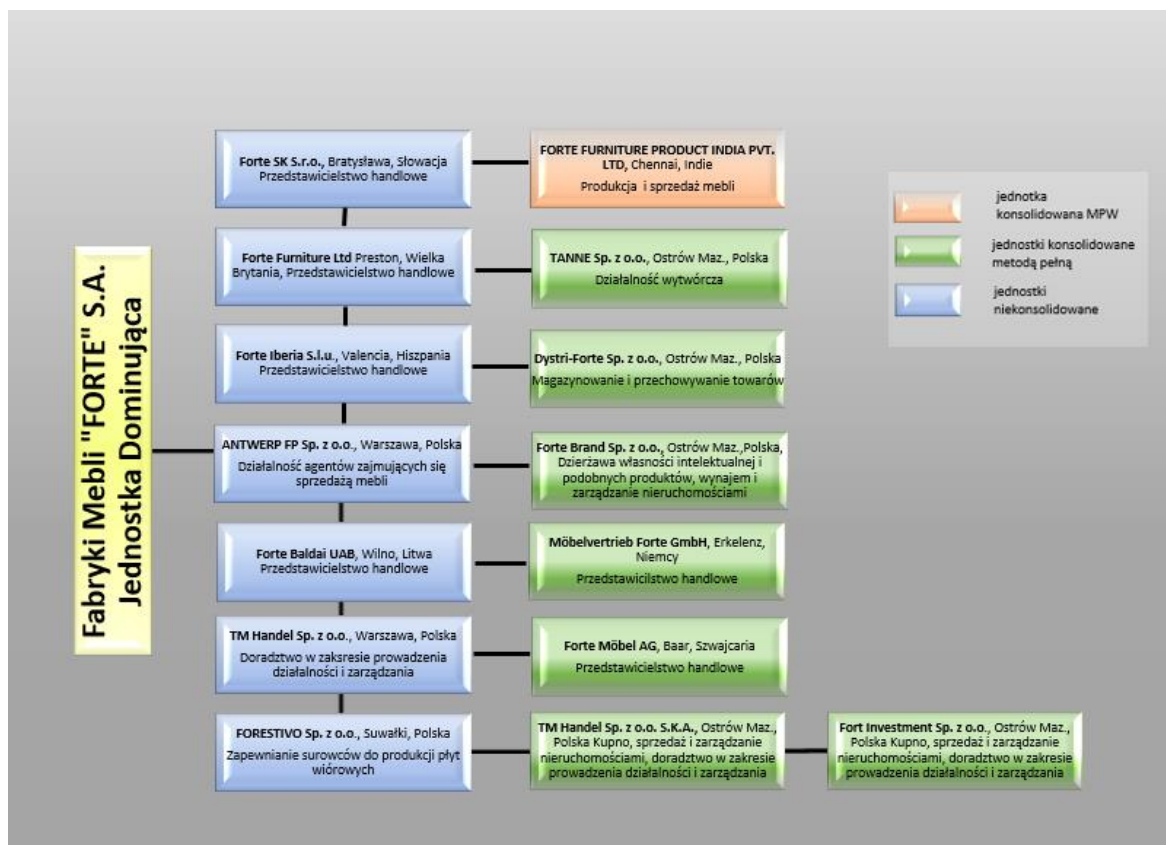 Fabryki Mebli "FORTE" S.A.
Jednostka Dominująca
Forte SK S.r.o., Bratysława, Słowacja
Przedstawicielstwo handlowe
FORTE FURNITURE PRODUCT INDIA PVT.
LTD, Chennai, Indie
Produkcja i sprzedaż mebli
Forte Furniture Ltd Preston, Wielka
Brytania, Przedstawicielstwo handlowe
TANNE Sp. z o.o., Ostrów Maz., Polska
Działalność wytwórcza
Forte Iberia S.l.u., Valencia, Hiszpania
Przedstawicielstwo handlowe
Dystri-Forte Sp. z o.o., Ostrów Maz., Polska
Magazynowanie i przechowywanie towarów
ANTWERP FP Sp. z o.o., Warszawa, Polska
Działalność agentów zajmujących się
sprzedażą mebli
Forte Brand Sp. z o.o., Ostrów Maz.,Polska,
Dzierżawa własności intelektualnej i
podobnych produktów, wynajem i
zarządzanie nieruchomościami
Forte Baldai UAB, Wilno, Litwa
Przedstawicielstwo handlowe
Möbelvertrieb Forte GmbH, Erkelenz,
Niemcy
Przedstawicilstwo handlowe
TM Handel Sp. z o.o., Warszawa, Polska
Doradztwo w zaksresie prowadzenia
działalności i zarządzania
Forte Möbel AG, Baar, Szwajcaria
Przedstawicielstwo handlowe
FORESTIVO Sp. z o.o., Suwałki, Polska
Zapewnianie surowców do produkcji płyt
wiórowych
TM Handel Sp. z o.o. S.K.A., Ostrów Maz.,
Polska Kupno, sprzedaż i zarządzanie
nieruchomościami, doradztwo w zakresie
prowadzenia działalności i zarządzania
Fort Investment Sp. z o.o., Ostrów Maz.,
Polska Kupno, sprzedaż i zarządzanie
nieruchomościami, doradztwo w zakresie
prowadzenia działalności i zarządzania
jednotka
konsolidowana MPW
jednostki konsolidowane
metodą pełną
jednostki
niekonsolidowane